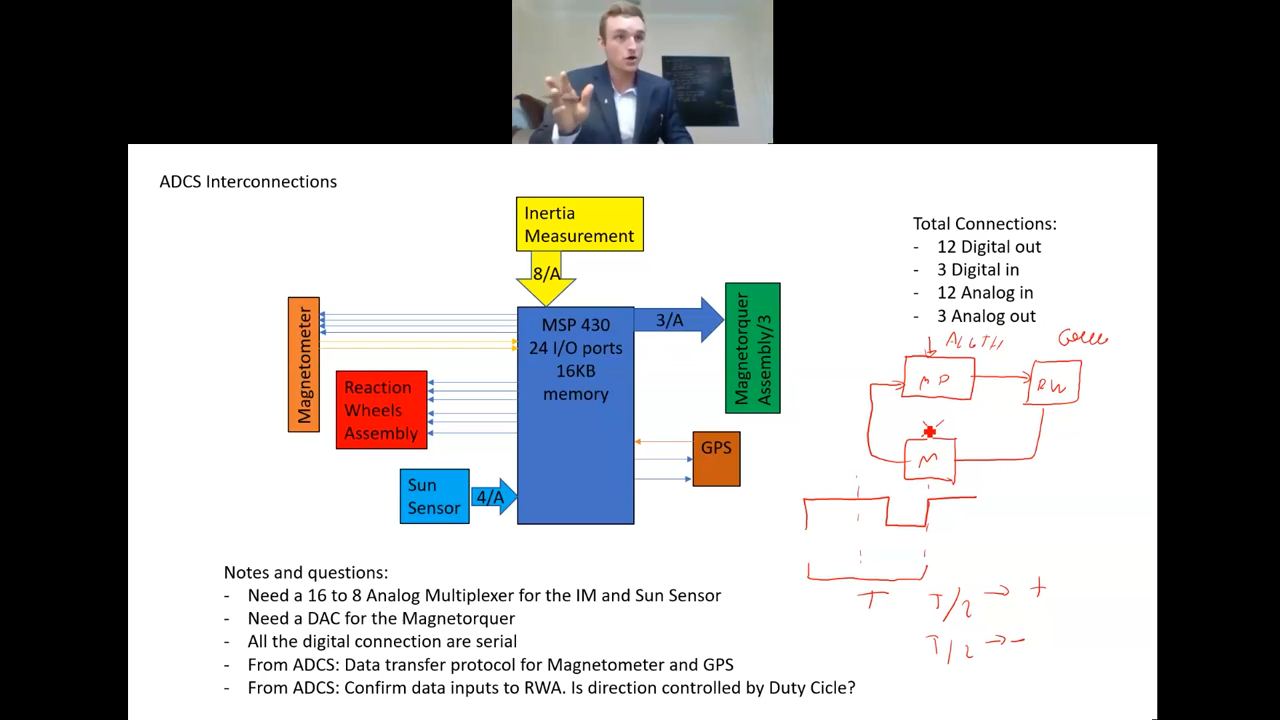 ADCS Interconnections
Inertia
Measurement
8/A
Magnetometer
MSP 430
24 I/O ports
16KB
memory
3/A
Magnetorquer
Assembly/3
Reaction
Wheels
Assembly
GPS
Sun
Sensor
4/A
Total Connections:
- 12 Digital out
- 3 Digital in
- 12 Analog in
- 3 Analog out
RW
M
T
T/2 → +
T/2 → -
Notes and questions:
- Need a 16 to 8 Analog Multiplexer for the IM and Sun Sensor
- Need a DAC for the Magnetorquer
- All the digital connection are serial
- From ADCS: Data transfer protocol for Magnetometer and GPS
- From ADCS: Confirm data inputs to RWA. Is direction controlled by Duty Cicle?